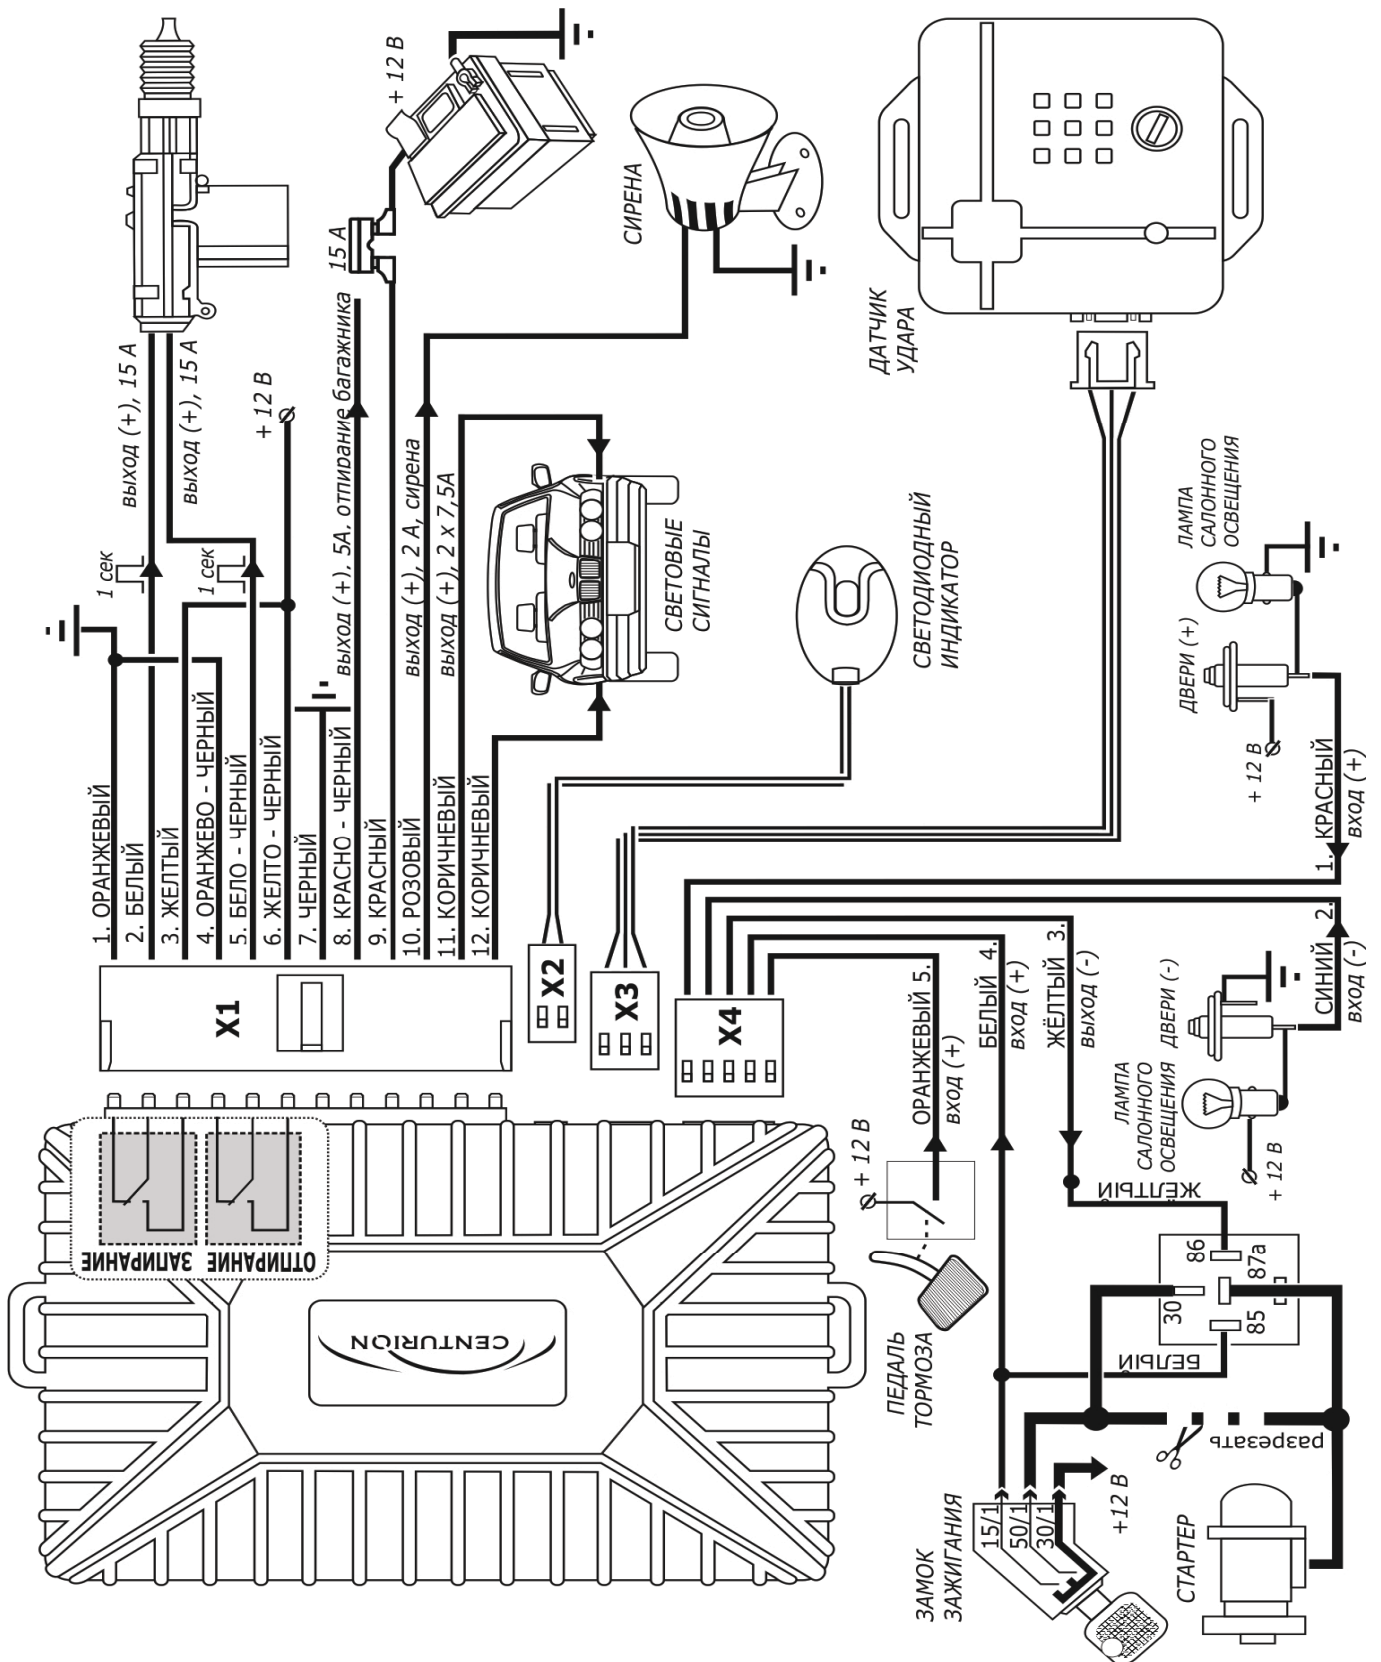 + 12 В
15 А
выход (+), 15 А
выход (+), 15 А
+ 12 В
1 сек
1 сек
выход (+), 5А, отпирание багажника
выход (+), 2 А, сирена
выход (+), 2 x 7,5А
1. ОРАНЖЕВЫЙ
2. БЕЛЫЙ
3. ЖЕЛТЫЙ
4. ОРАНЖЕВО - ЧЕРНЫЙ
5. БЕЛО - ЧЕРНЫЙ
6. ЖЕЛТО - ЧЕРНЫЙ
7. ЧЕРНЫЙ
8. КРАСНО - ЧЕРНЫЙ
9. КРАСНЫЙ
10. РОЗОВЫЙ
11. КОРИЧНЕВЫЙ
12. КОРИЧНЕВЫЙ
СИРЕНА
ДАТЧИК
УДАРА
СВЕТОВЫЕ
СИГНАЛЫ
СВЕТОДИОДНЫЙ
ИНДИКАТОР
ЛАМПА
САЛОННОГО
ОСВЕЩЕНИЯ
ДВЕРИ (+)
+ 12 В
1. КРАСНЫЙ
вход (+)
СИНИЙ 2.
вход (-)
ЖЁЛТЫЙ 3.
выход (-)
БЕЛЫЙ 4.
вход (+)
ОРАНЖЕВЫЙ 5.
вход (+)
X1
X2
X3
X4
ЗАПИРАНИЕ
ОТПИРАНИЕ
CENTURION
+ 12 В
ПЕДАЛЬ
ТОРМОЗА
ДВЕРИ (-)
ЛАМПА
САЛОННОГО
ОСВЕЩЕНИЯ
+ 12 В
ЖЁЛТЫЙ
86
87a
30
85
БЕЛЫЙ
разрезать
15/1
50/1
30/1
+12 В
ЗАМОК
ЗАЖИГАНИЯ
СТАРТЕР